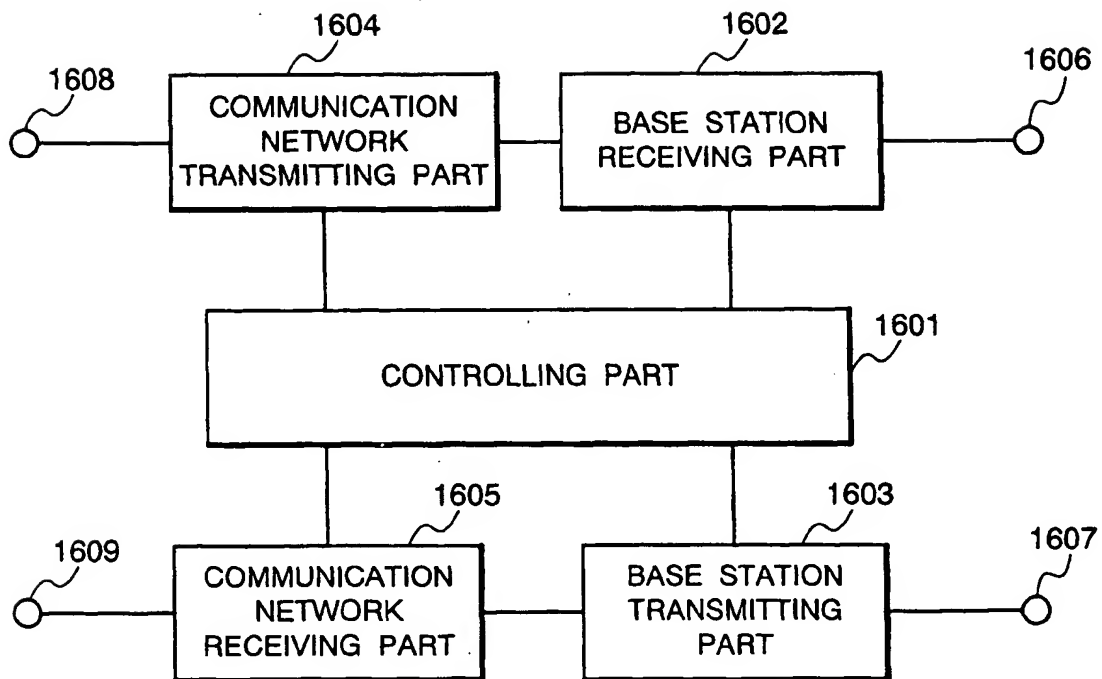 1604
1602
1608
1606
COMMUNICATION
NETWORK
TRANSMITTING PART
BASE STATION
RECEIVING PART
1601
CONTROLLING PART
1605
1603
1609
1607
COMMUNICATION
NETWORK
RECEIVING PART
BASE STATION
TRANSMITTING
PART